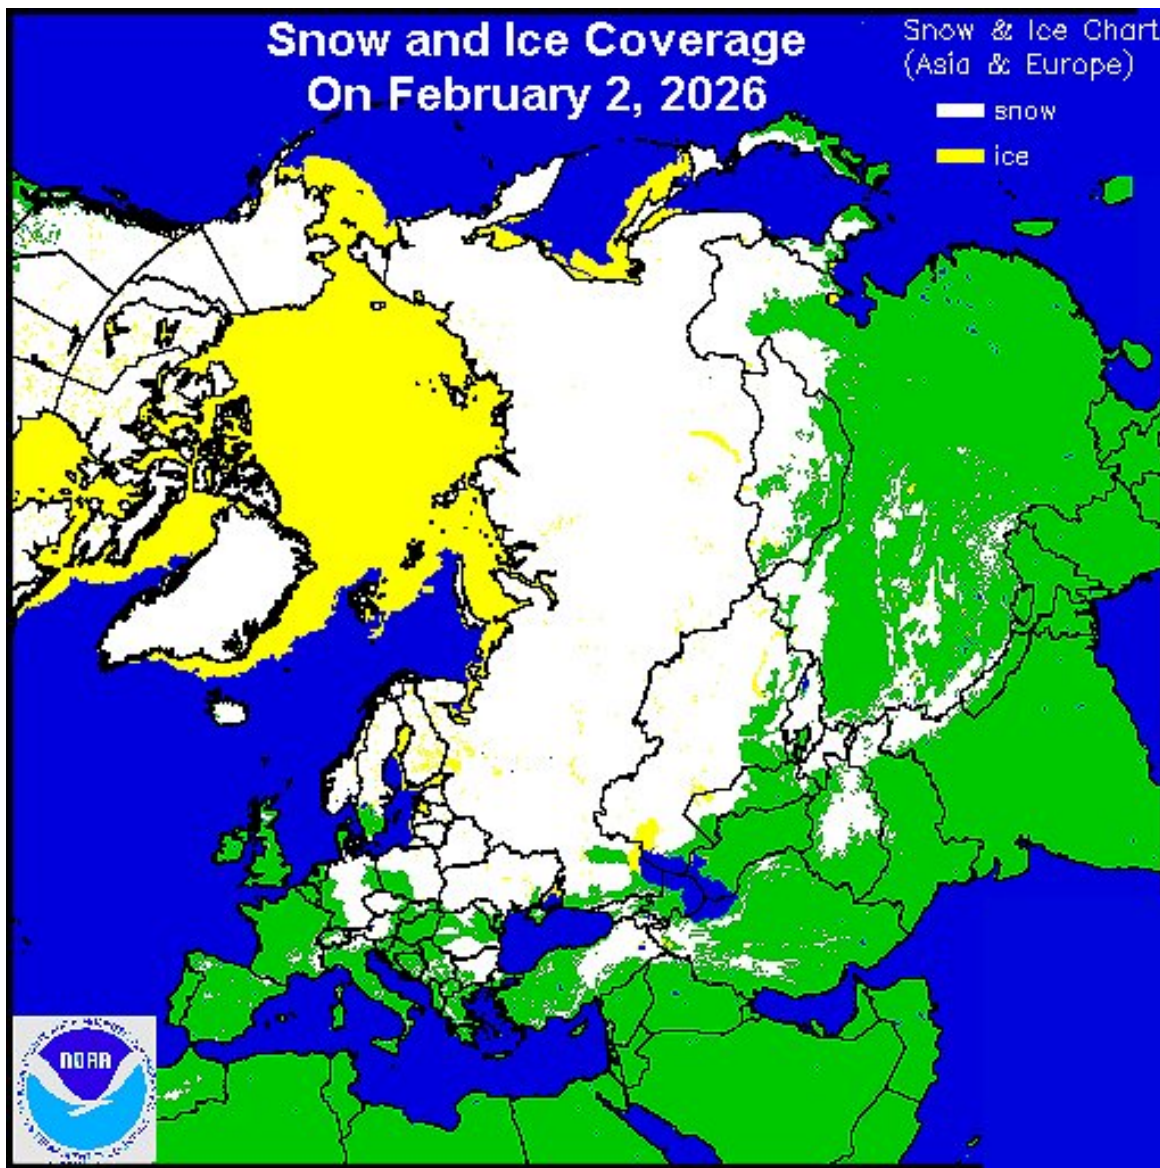 Snow and Ice Coverage
On February 2, 2026
Snow & Ice Chart
(Asia & Europe)
snow
ice
NOAA